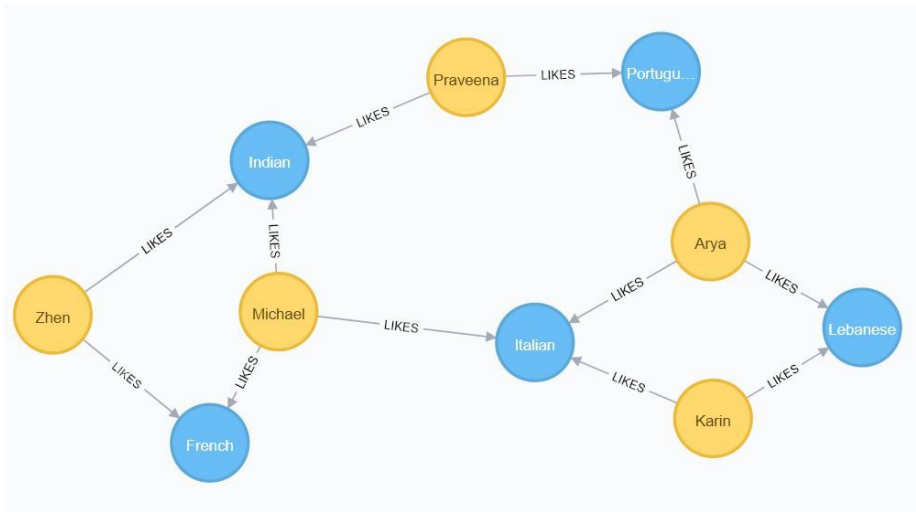 Praveena
LIKES
Portugu...
LIKES
Indian
LIKES
LIKES
LIKES
Arya
LIKES
LIKES
Zhen
Michael
LIKES
Italian
Lebanese
LIKES
LIKES
LIKES
LIKES
Karin
French